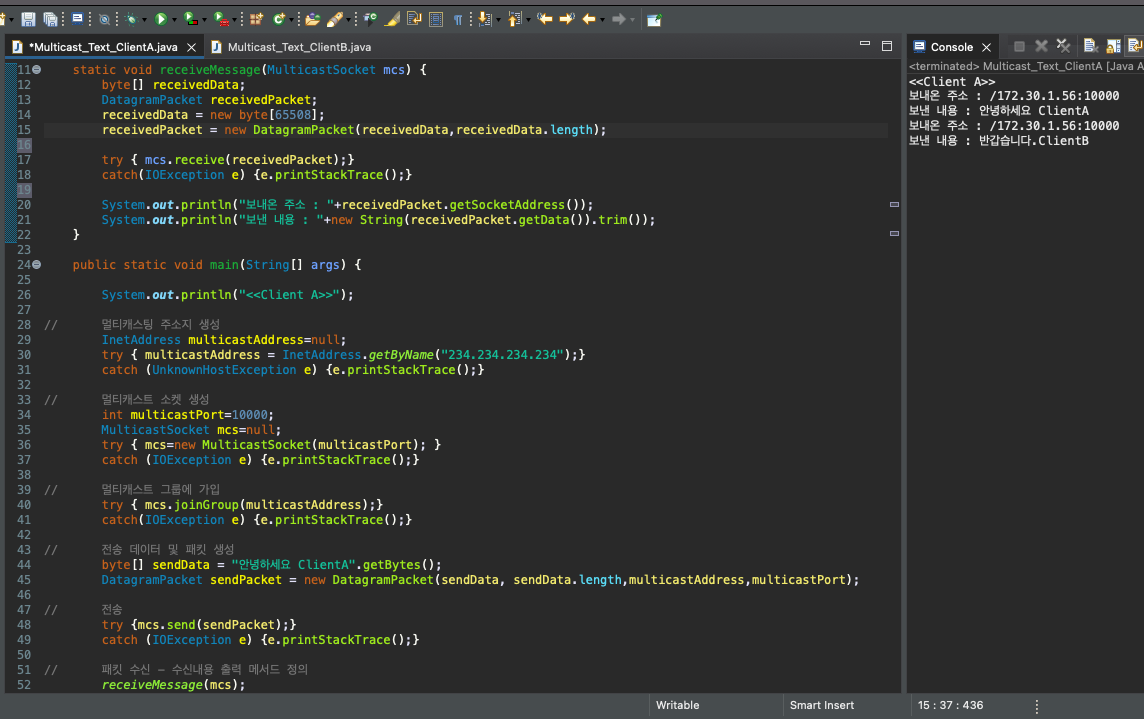 *Multicast_Text_ClientA.java
Multicast_Text_ClientB.java
11 static void receiveMessage(MulticastSocket mcs) {
12 byte[] receivedData;
13 DatagramPacket receivedPacket;
14 receivedData = new byte[65508];
15 receivedPacket = new DatagramPacket(receivedData,receivedData.length);
16
17 try { mcs.receive(receivedPacket);}
18 catch(IOException e) {e.printStackTrace();}
19
20 System.out.println("보내온 주소 : "+receivedPacket.getSocketAddress());
21 System.out.println("보낸 내용 : "+new String(receivedPacket.getData()).trim());
22 }
23
24 public static void main(String[] args) {
25
26 System.out.println("<<Client A>>");
27
28 // 멀티캐스팅 주소지 생성
29 InetAddress multicastAddress=null;
30 try { multicastAddress = InetAddress.getByName("234.234.234.234");}
31 catch (UnknownHostException e) {e.printStackTrace();}
32
33 // 멀티캐스트 소켓 생성
34 int multicastPort=10000;
35 MulticastSocket mcs=null;
36 try { mcs=new MulticastSocket(multicastPort); }
37 catch (IOException e) {e.printStackTrace();}
38
39 // 멀티캐스트 그룹에 가입
40 try { mcs.joinGroup(multicastAddress);}
41 catch(IOException e) {e.printStackTrace();}
42
43 // 전송 데이터 및 패킷 생성
44 byte[] sendData = "안녕하세요 ClientA".getBytes();
45 DatagramPacket sendPacket = new DatagramPacket(sendData, sendData.length,multicastAddress,multicastPort);
46
47 // 전송
48 try {mcs.send(sendPacket);}
49 catch (IOException e) {e.printStackTrace();}
50
51 // 패킷 수신 - 수신내용 출력 메서드 정의
52 receiveMessage(mcs);
Console
<terminated> Multicast_Text_ClientA [Java A
<<Client A>>
보내온 주소 : /172.30.1.56:10000
보낸 내용 : 안녕하세요 ClientA
보내온 주소 : /172.30.1.56:10000
보낸 내용 : 반갑습니다.ClientB
Writable
Smart Insert
15 : 37 : 436